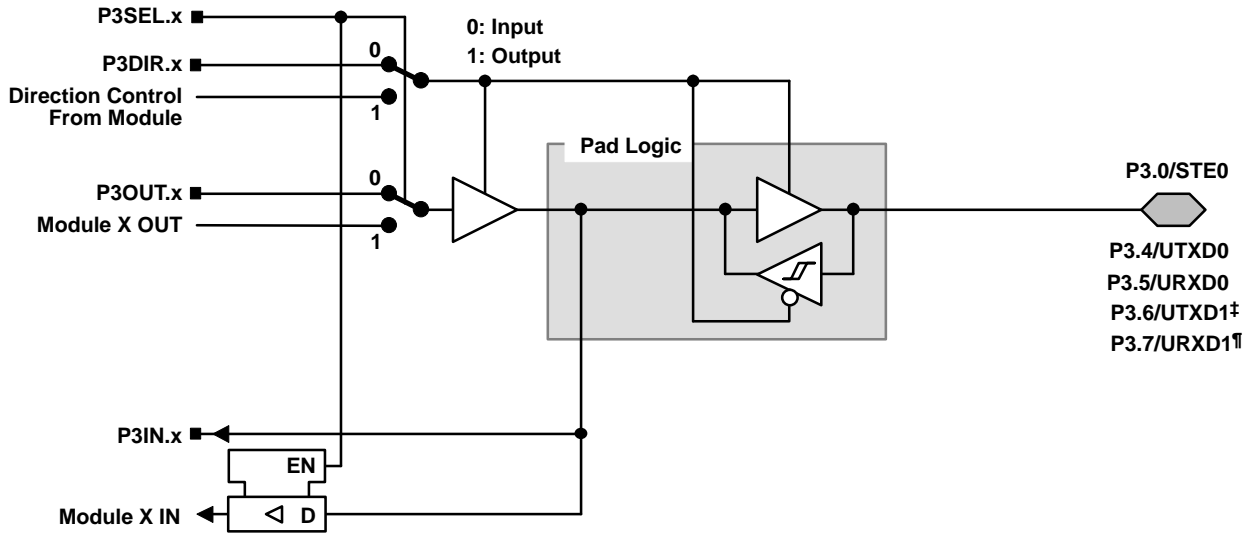 P3SEL.x
0: Input
1: Output
0
P3DIR.x
Direction Control
From Module
1
Pad Logic
P3.0/STE0
0
P3OUT.x
Module X OUT
1
P3.4/UTXD0
P3.5/URXD0
P3.6/UTXD1‡
P3.7/URXD1¶
P3IN.x
EN
Module X IN
D